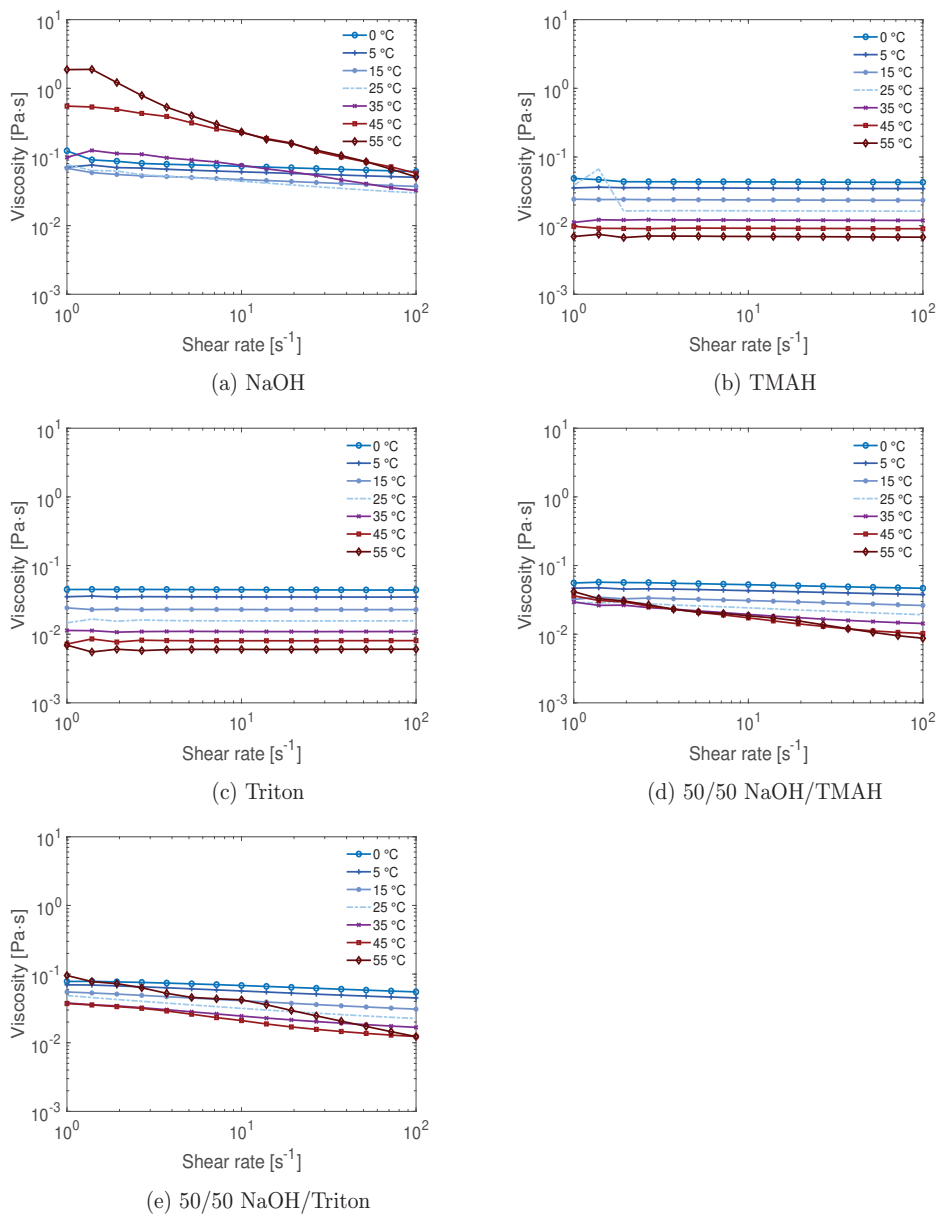 10^1
10^0
10^-1
10^-2
10^-3
Viscosity [Pa·s]
0 °C
5 °C
15 °C
25 °C
35 °C
45 °C
55 °C
10^0
10^1
10^2
Shear rate [s^-1]
(a) NaOH
10^1
10^0
10^-1
10^-2
10^-3
Viscosity [Pa·s]
0 °C
5 °C
15 °C
25 °C
35 °C
45 °C
55 °C
10^0
10^1
10^2
Shear rate [s^-1]
(b) TMAH
10^1
10^0
10^-1
10^-2
10^-3
Viscosity [Pa·s]
0 °C
5 °C
15 °C
25 °C
35 °C
45 °C
55 °C
10^0
10^1
10^2
Shear rate [s^-1]
(c) Triton
10^1
10^0
10^-1
10^-2
10^-3
Viscosity [Pa·s]
0 °C
5 °C
15 °C
25 °C
35 °C
45 °C
55 °C
10^0
10^1
10^2
Shear rate [s^-1]
(d) 50/50 NaOH/TMAH
10^1
10^0
10^-1
10^-2
10^-3
Viscosity [Pa·s]
0 °C
5 °C
15 °C
25 °C
35 °C
45 °C
55 °C
10^0
10^1
10^2
Shear rate [s^-1]
(e) 50/50 NaOH/Triton